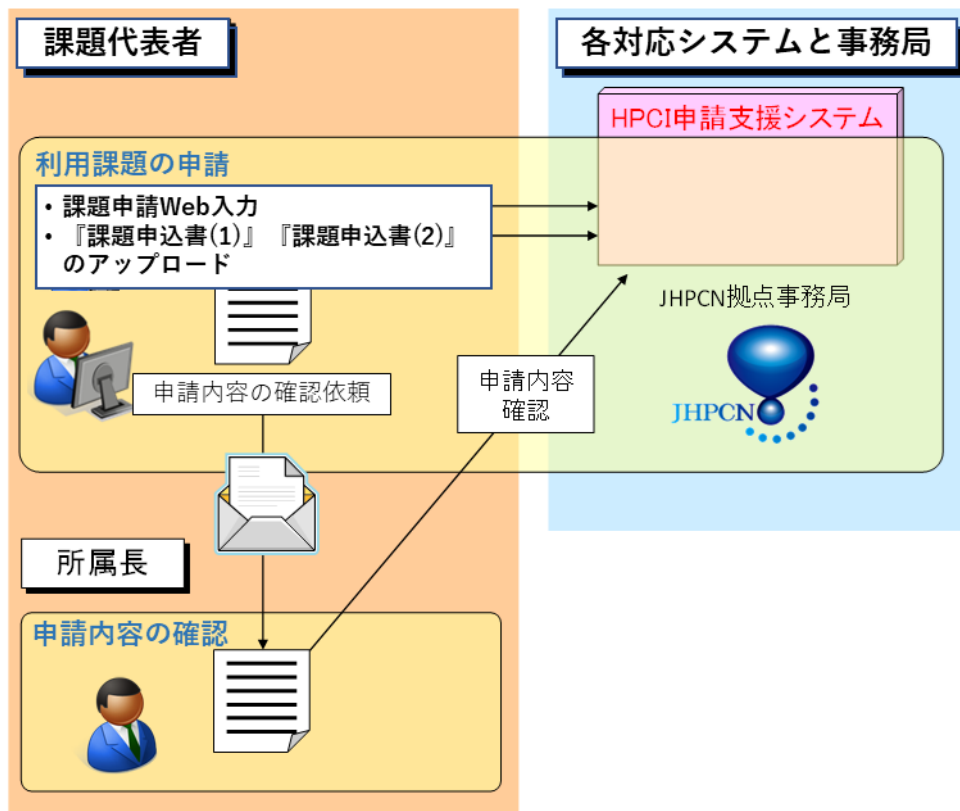 課題代表者
各対応システムと事務局
HPCI申請支援システム
利用課題の申請
・課題申請Web入力
・『課題申込書(1)』『課題申込書(2)』
のアップロード
JHPCN拠点事務局
申請内容の確認依頼
申請内容
確認
JHPCN
所属長
申請内容の確認